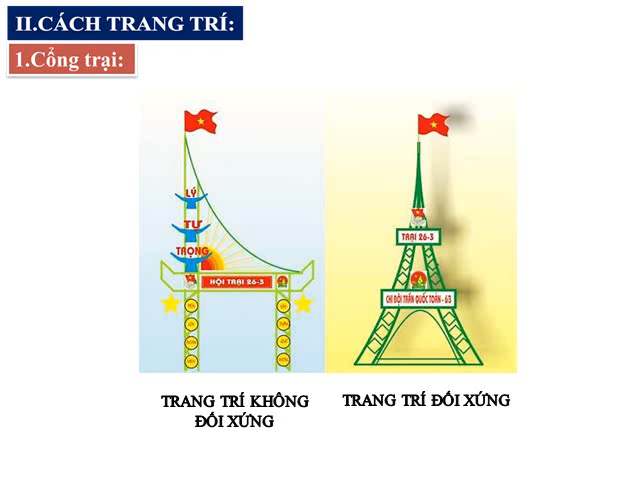 II.CÁCH TRANG TRÍ:
1.Cổng trại:
LÝ
TỰ
TRỌNG
HỘI TRẠI 26-3
TRẠI 26-3
CHI ĐỘI TRẦN QUỐC TOẢN - 6B
TRANG TRÍ KHÔNG
ĐỐI XỨNG
TRANG TRÍ ĐỐI XỨNG